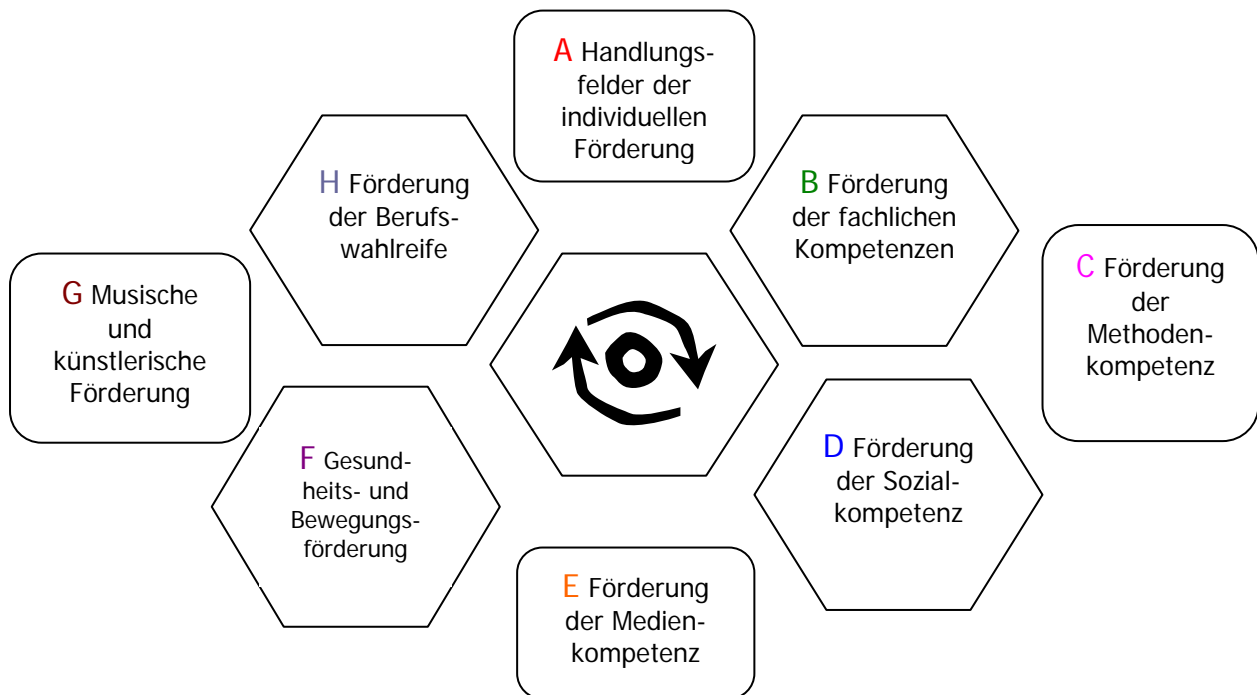 A Handlungs-
felder der
individuellen
Förderung
B Förderung
der fachlichen
Kompetenzen
C Förderung
der
Methoden-
kompetenz
D Förderung
der Sozial-
kompetenz
E Förderung
der Medien-
kompetenz
F Gesund-
heits- und
Bewegungs-
förderung
G Musische
und
künstlerische
Förderung
H Förderung
der Berufs-
wahlreife